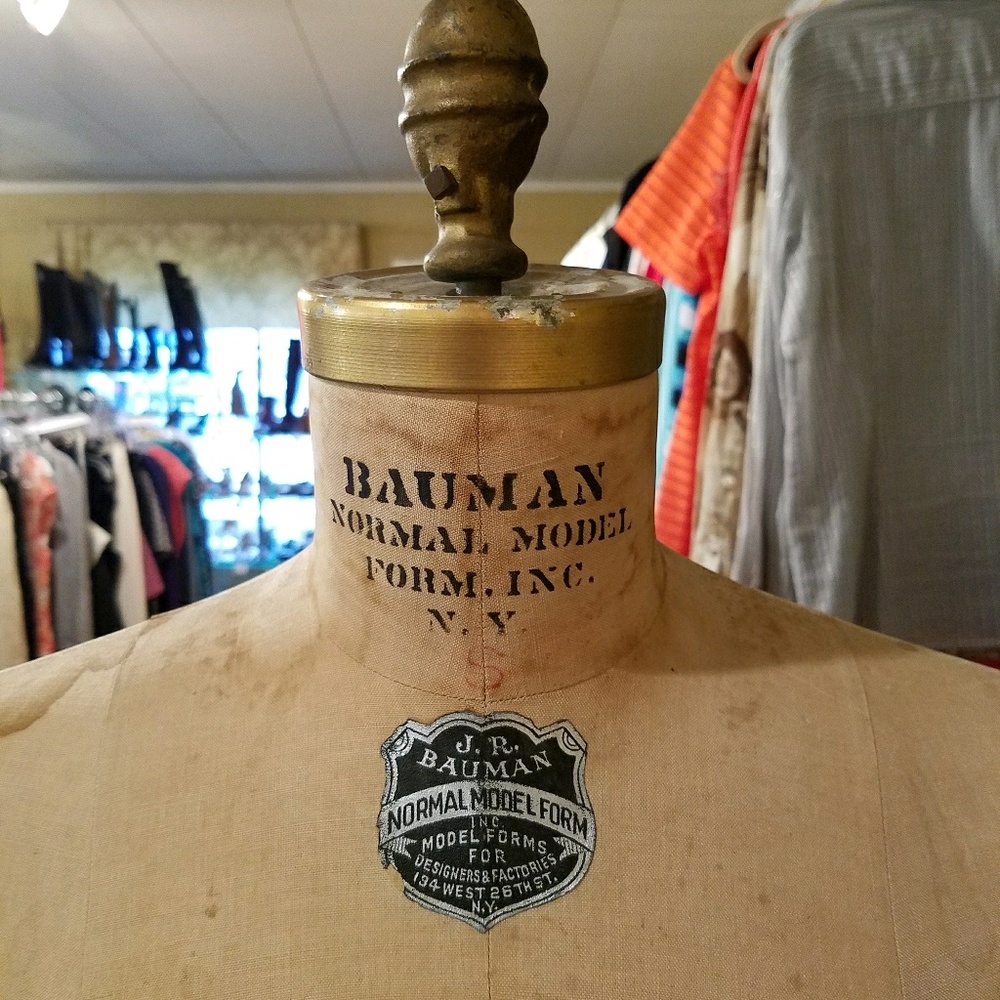 BAUMAN
NORMAL MODEL
FORM. INC.
N. Y.
S
J. R.
BAUMAN
NORMAL MODEL FORM
INC.
MODEL FORMS
FOR
DESIGNERS & FACTORIES
134 WEST 26TH ST.
N.Y.